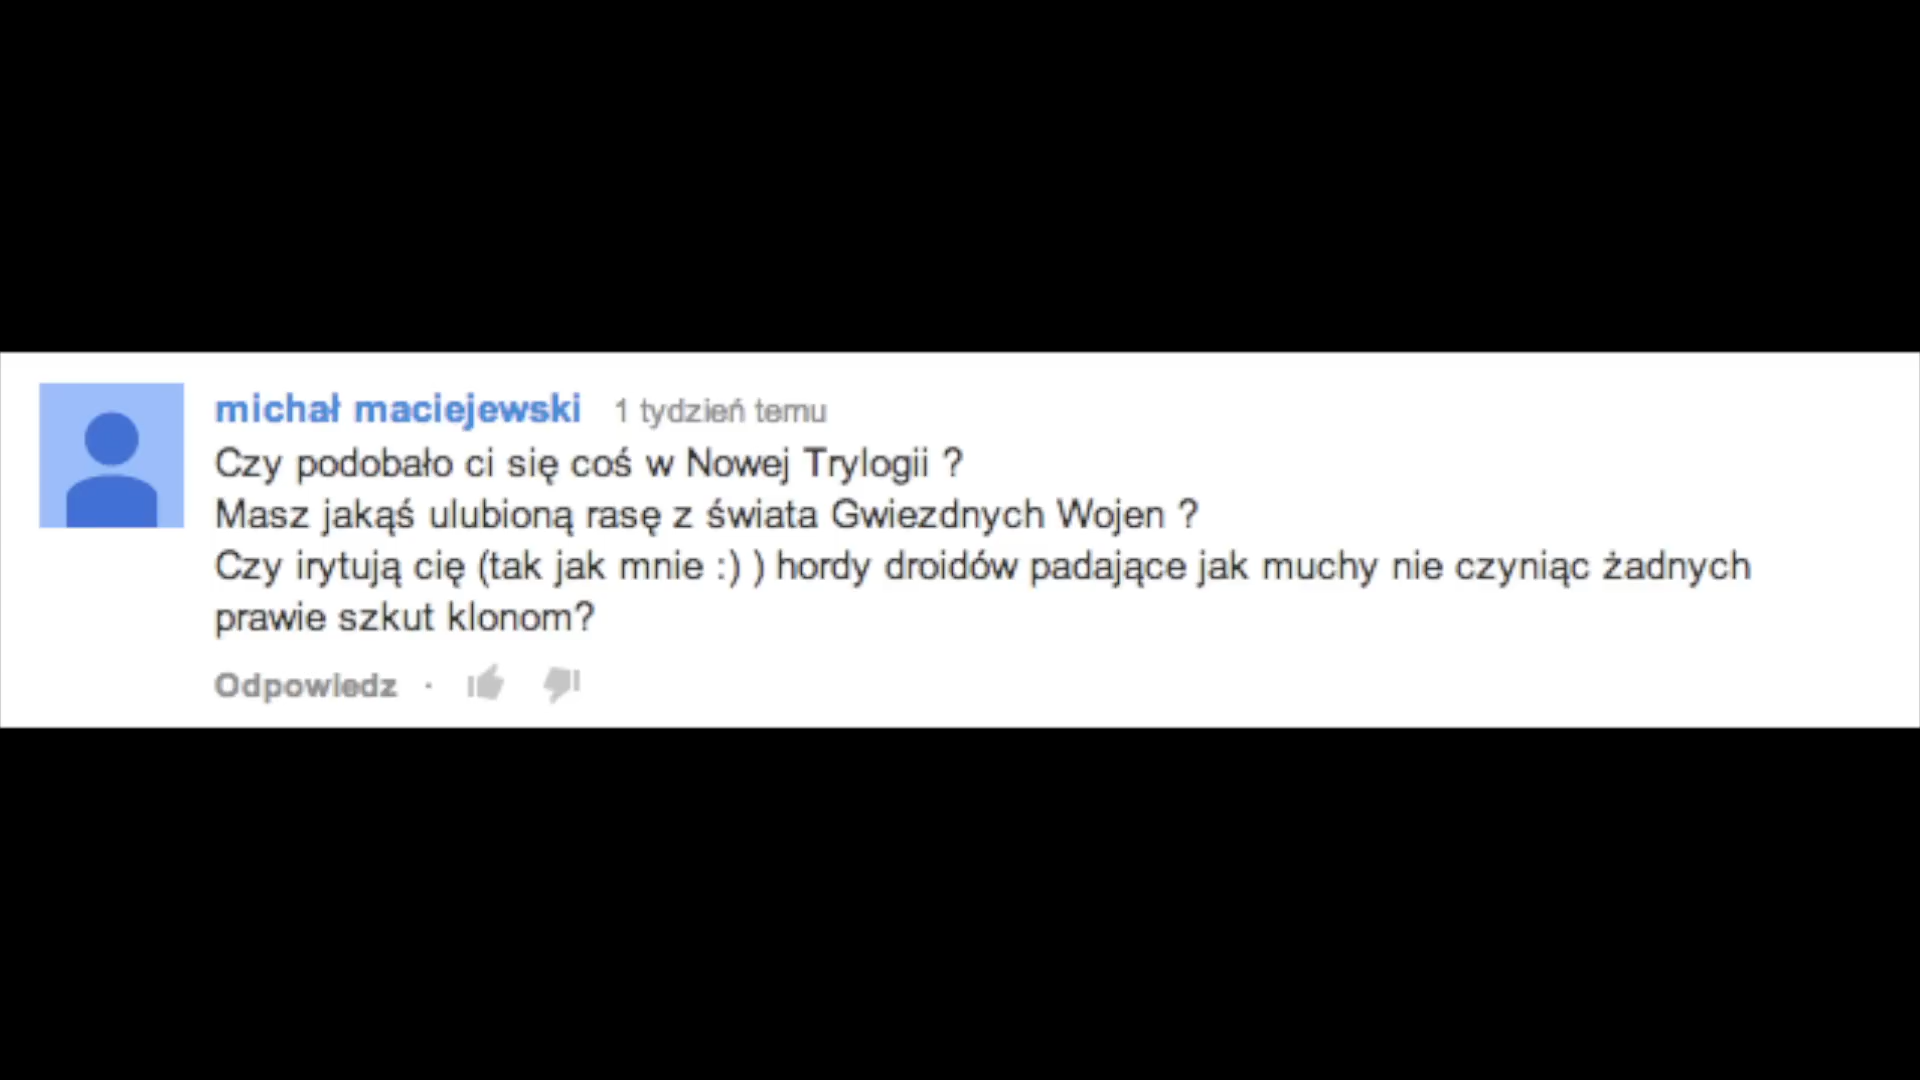 michał maciejewski 1 tydzień temu
Czy podobało ci się coś w Nowej Trylogii ?
Masz jakąś ulubioną rasę z świata Gwiezdnych Wojen ?
Czy irytują cię (tak jak mnie :) ) hordy droidów padające jak muchy nie czyniąc żadnych
prawie szkut klonom?
Odpowiedz ·